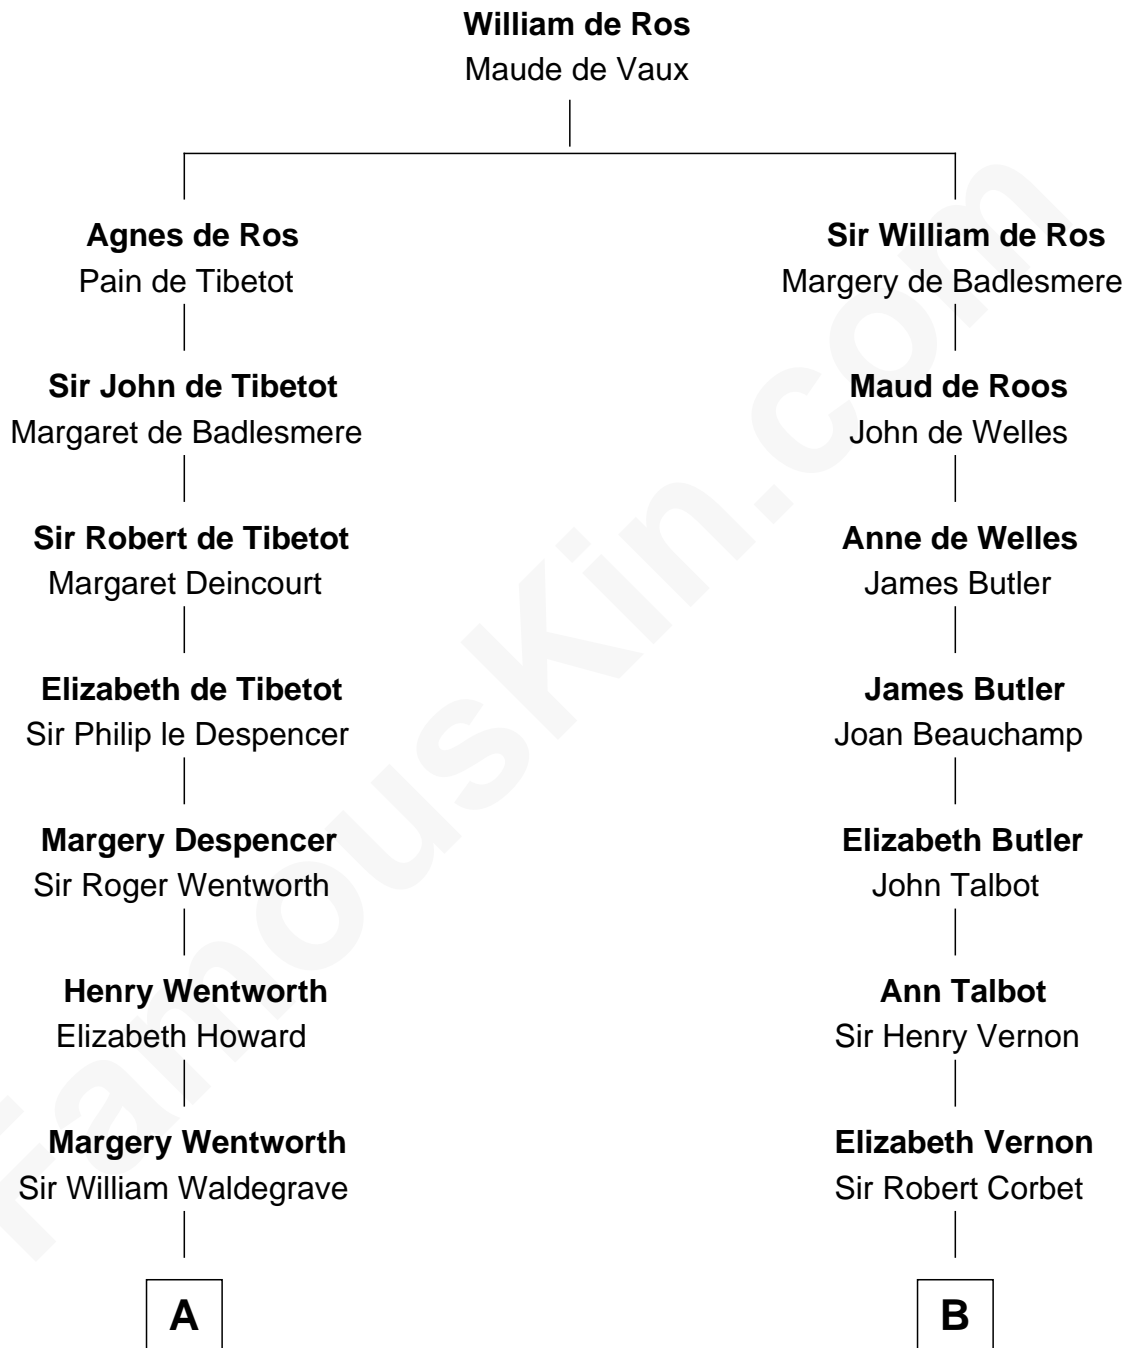 William de Ros
Maude de Vaux
Agnes de Ros
Pain de Tibetot
Sir John de Tibetot
Margaret de Badlesmere
Sir Robert de Tibetot
Margaret Deincourt
Elizabeth de Tibetot
Sir Philip le Despencer
Margery Despencer
Sir Roger Wentworth
Henry Wentworth
Elizabeth Howard
Margery Wentworth
Sir William Waldegrave
A
Sir William de Ros
Margery de Badlesmere
Maud de Roos
John de Welles
Anne de Welles
James Butler
James Butler
Joan Beauchamp
Elizabeth Butler
John Talbot
Ann Talbot
Sir Henry Vernon
Elizabeth Vernon
Sir Robert Corbet
B
FamousKin.com